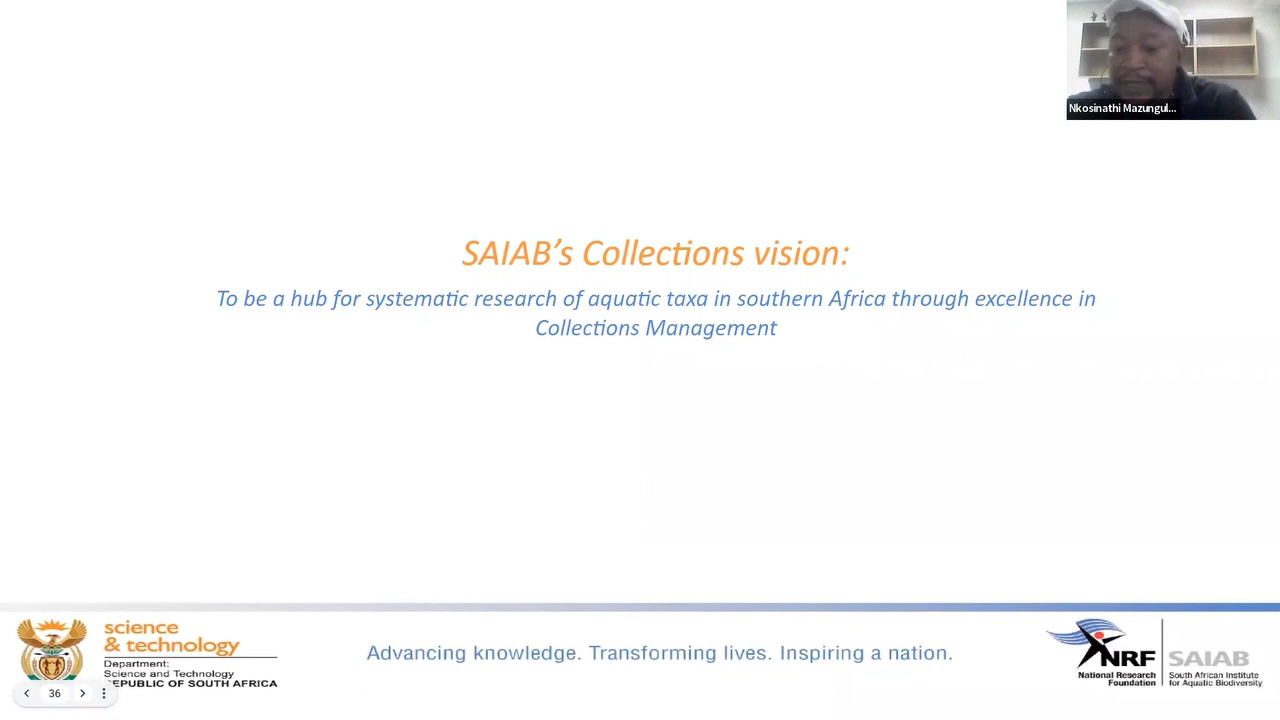 Nkosinathi Mazungul...
SAIAB's Collections vision:
To be a hub for systematic research of aquatic taxa in southern Africa through excellence in
Collections Management
science
& technology
Department:
Science and Technology
REPUBLIC OF SOUTH AFRICA
36
Advancing knowledge. Transforming lives. Inspiring a nation.
NRF
National Research
Foundation
SAIAB
South African Institute
for Aquatic Biodiversity